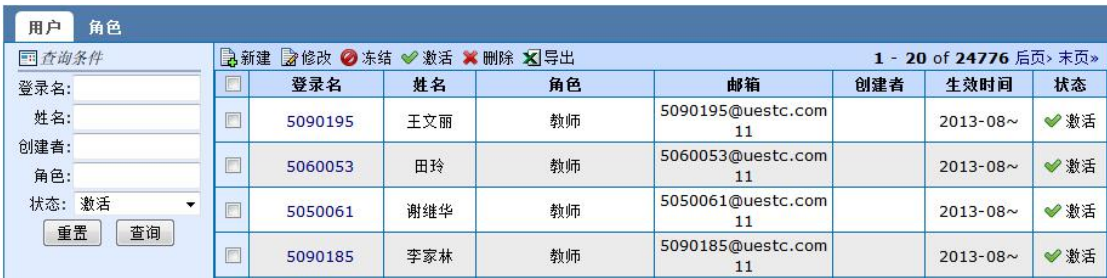 用户 角色
查询条件
登录名:
姓名:
创建者:
角色:
状态: 激活
重置 查询
新建 修改 冻结 激活 删除 导出 1 - 20 of 24776 后页› 末页»
登录名 姓名 角色 邮箱 创建者 生效时间 状态
5090195 王文丽 教师 5090195@uestc.com 2013-08~ 激活
11
5060053 田玲 教师 5060053@uestc.com 2013-08~ 激活
11
5050061 谢继华 教师 5050061@uestc.com 2013-08~ 激活
11
5090185 李家林 教师 5090185@uestc.com 2013-08~ 激活
11